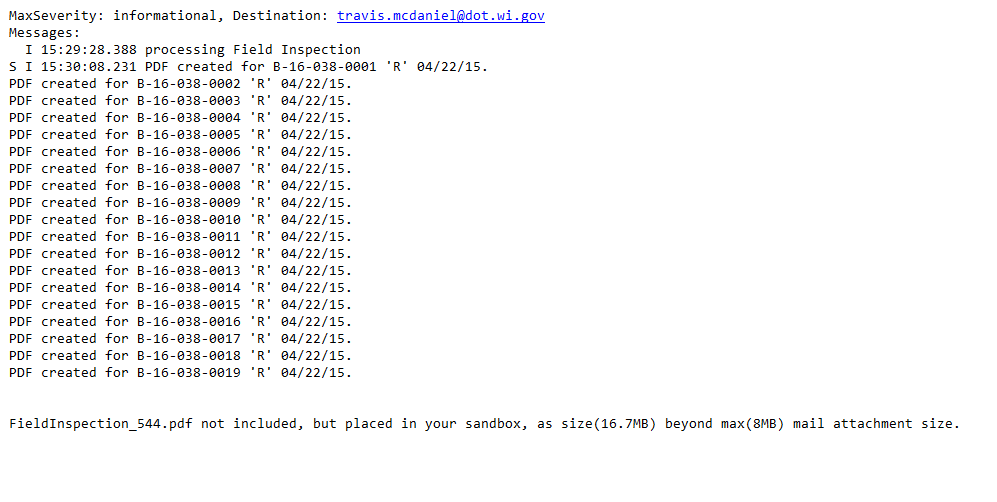 MaxSeverity: informational, Destination: travis.mcdaniel@dot.wi.gov
Messages:
I 15:29:28.388 processing Field Inspection
S I 15:30:08.231 PDF created for B-16-038-0001 'R' 04/22/15.
PDF created for B-16-038-0002 'R' 04/22/15.
PDF created for B-16-038-0003 'R' 04/22/15.
PDF created for B-16-038-0004 'R' 04/22/15.
PDF created for B-16-038-0005 'R' 04/22/15.
PDF created for B-16-038-0006 'R' 04/22/15.
PDF created for B-16-038-0007 'R' 04/22/15.
PDF created for B-16-038-0008 'R' 04/22/15.
PDF created for B-16-038-0009 'R' 04/22/15.
PDF created for B-16-038-0010 'R' 04/22/15.
PDF created for B-16-038-0011 'R' 04/22/15.
PDF created for B-16-038-0012 'R' 04/22/15.
PDF created for B-16-038-0013 'R' 04/22/15.
PDF created for B-16-038-0014 'R' 04/22/15.
PDF created for B-16-038-0015 'R' 04/22/15.
PDF created for B-16-038-0016 'R' 04/22/15.
PDF created for B-16-038-0017 'R' 04/22/15.
PDF created for B-16-038-0018 'R' 04/22/15.
PDF created for B-16-038-0019 'R' 04/22/15.
FieldInspection_544.pdf not included, but placed in your sandbox, as size(16.7MB) beyond max(8MB) mail attachment size.